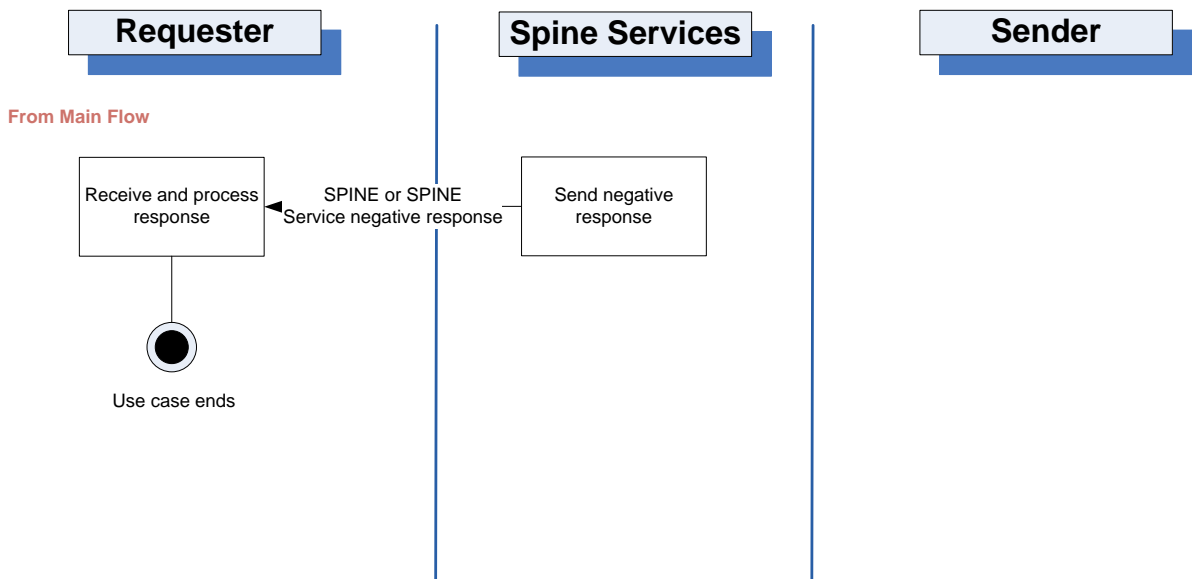 Requester
Spine Services
Sender
From Main Flow
Receive and process
response
SPINE or SPINE
Service negative response
Send negative
response
Use case ends